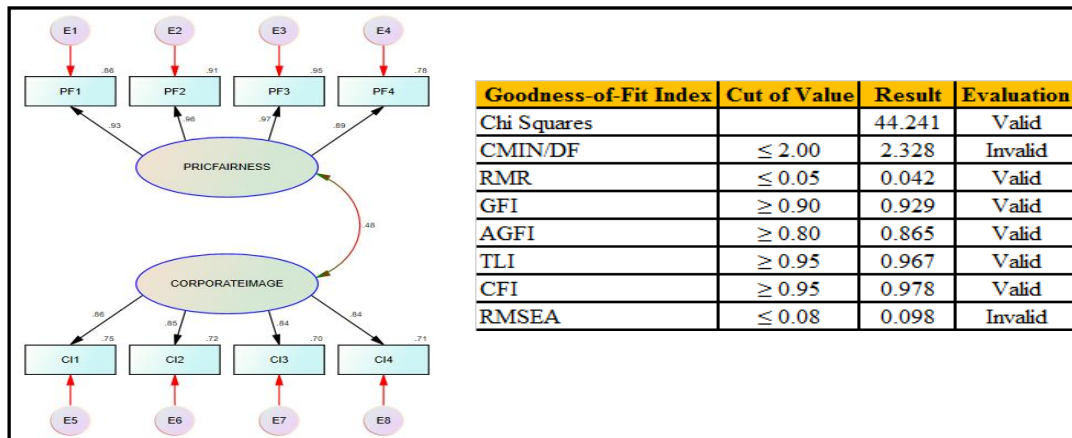 E1 E2 E3 E4
.86 .91 .95 .78
PF1 PF2 PF3 PF4
.93 .96 .97 .89
PRICFAIRNESS
.48
CORPORATEIMAGE
.86 .85 .84 .84
.75 .72 .70 .71
CI1 CI2 CI3 CI4
E5 E6 E7 E8
Goodness-of-Fit Index Cut of Value Result Evaluation
Chi Squares 44.241 Valid
CMIN/DF ≤ 2.00 2.328 Invalid
RMR ≤ 0.05 0.042 Valid
GFI ≥ 0.90 0.929 Valid
AGFI ≥ 0.80 0.865 Valid
TLI ≥ 0.95 0.967 Valid
CFI ≥ 0.95 0.978 Valid
RMSEA ≤ 0.08 0.098 Invalid